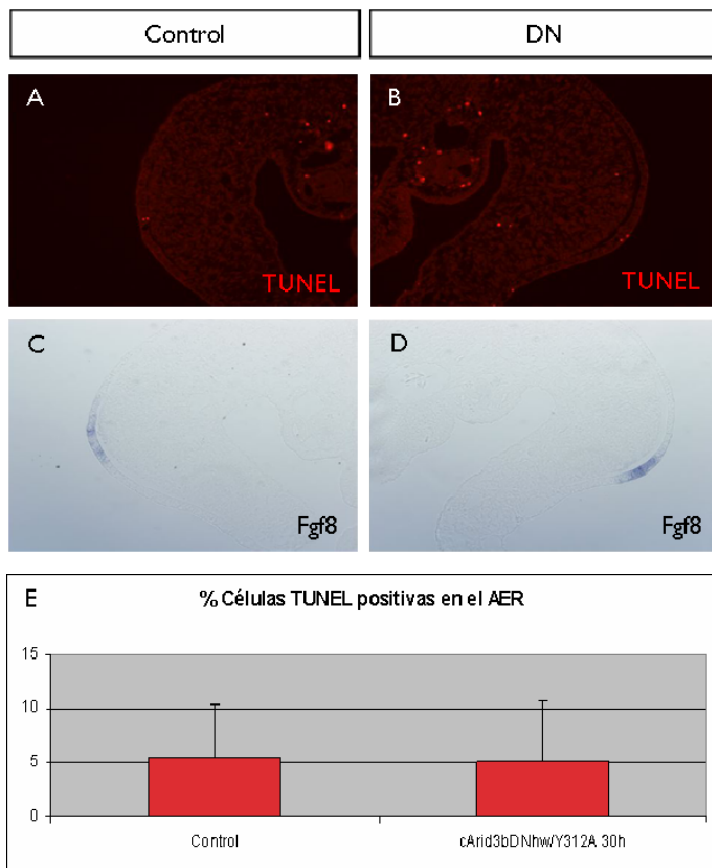 Control
DN
A
B
TUNEL
TUNEL
C
D
Fgf8
Fgf8
E
% Células TUNEL positivas en el AER
15
10
5
0
Control
cArid3bDNhw/Y312A 30h